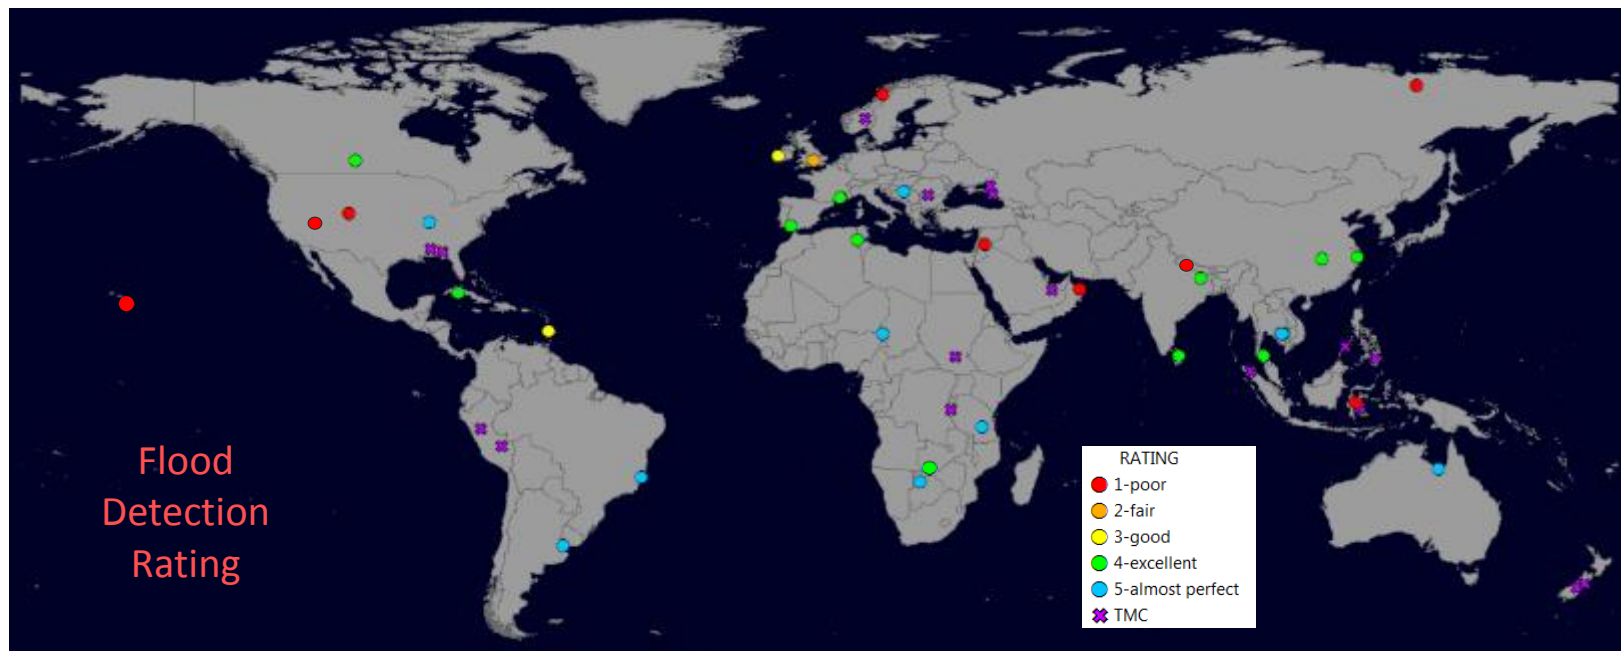 Flood
Detection
Rating
RATING
1-poor
2-fair
3-good
4-excellent
5-almost perfect
TMC